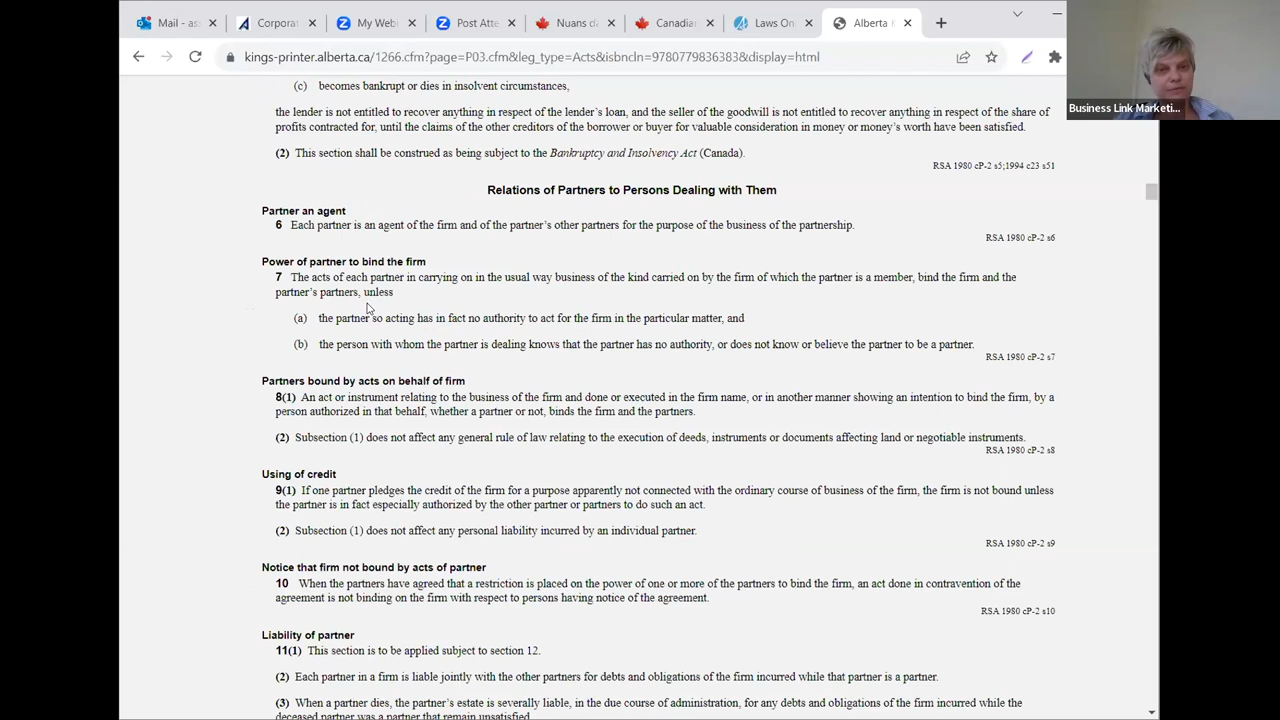 Mail - as
Corporat
My Web
Post Atte
Nuans d
Canadian
Laws On
Alberta
kings-printer.alberta.ca/1266.cfm?page=P03.cfm&leg_type=Acts&isbncln=9780779836383&display=html
Business Link Marketi...
(c) becomes bankrupt or dies in insolvent circumstances,
the lender is not entitled to recover anything in respect of the lender's loan, and the seller of the goodwill is not entitled to recover anything in respect of the share of
profits contracted for, until the claims of the other creditors of the borrower or buyer for valuable consideration in money or money's worth have been satisfied.
(2) This section shall be construed as being subject to the Bankruptcy and Insolvency Act (Canada).
RSA 1980 cP-2 s5;1994 c23 s51
Relations of Partners to Persons Dealing with Them
Partner an agent
6 Each partner is an agent of the firm and of the partner's other partners for the purpose of the business of the partnership.
RSA 1980 cP-2 s6
Power of partner to bind the firm
7 The acts of each partner in carrying on in the usual way business of the kind carried on by the firm of which the partner is a member, bind the firm and the
partner's partners, unless
(a) the partner so acting has in fact no authority to act for the firm in the particular matter, and
(b) the person with whom the partner is dealing knows that the partner has no authority, or does not know or believe the partner to be a partner.
RSA 1980 cP-2 s7
Partners bound by acts on behalf of firm
8(1) An act or instrument relating to the business of the firm and done or executed in the firm name, or in another manner showing an intention to bind the firm, by a
person authorized in that behalf, whether a partner or not, binds the firm and the partners.
(2) Subsection (1) does not affect any general rule of law relating to the execution of deeds, instruments or documents affecting land or negotiable instruments.
RSA 1980 cP-2 s8
Using of credit
9(1) If one partner pledges the credit of the firm for a purpose apparently not connected with the ordinary course of business of the firm, the firm is not bound unless
the partner is in fact especially authorized by the other partner or partners to do such an act.
(2) Subsection (1) does not affect any personal liability incurred by an individual partner.
RSA 1980 cP-2 s9
Notice that firm not bound by acts of partner
10 When the partners have agreed that a restriction is placed on the power of one or more of the partners to bind the firm, an act done in contravention of the
agreement is not binding on the firm with respect to persons having notice of the agreement.
RSA 1980 cP-2 s10
Liability of partner
11(1) This section is to be applied subject to section 12.
(2) Each partner in a firm is liable jointly with the other partners for debts and obligations of the firm incurred while that partner is a partner.
(3) When a partner dies, the partner's estate is severally liable, in the due course of administration, for any debts and obligations of the firm incurred while the
deceased partner was a partner that remain unsatisfied